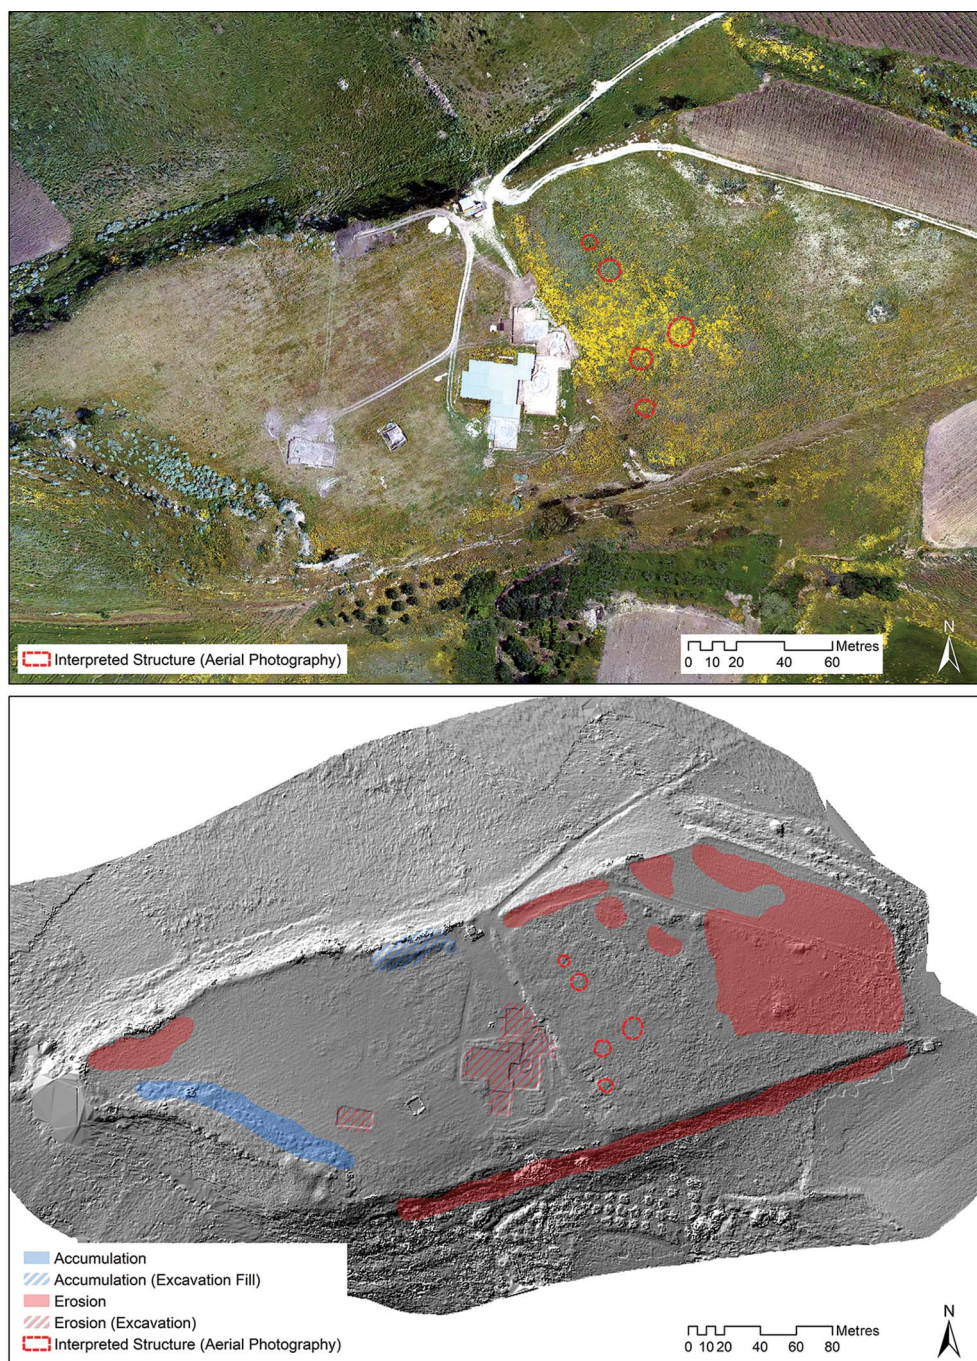 Interpreted Structure (Aerial Photography)
0 10 20 40 60 Metres
N
Accumulation
Accumulation (Excavation Fill)
Erosion
Erosion (Excavation)
Interpreted Structure (Aerial Photography)
0 10 20 40 60 80 Metres
N